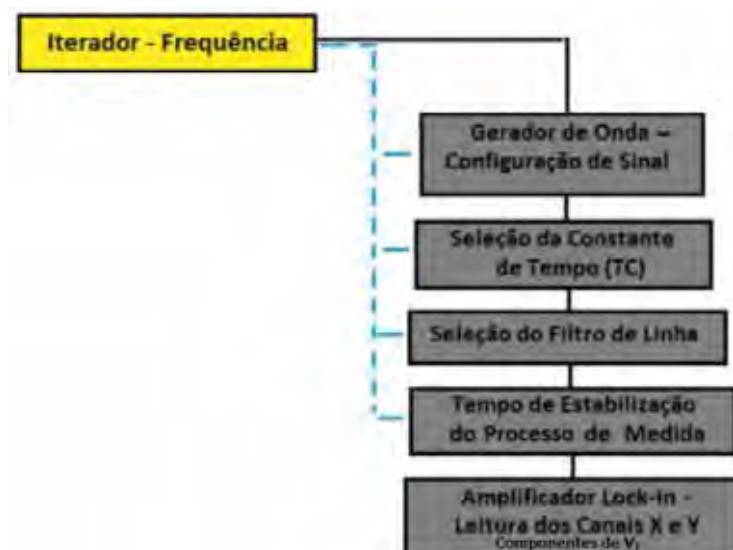 Iterador - Frequência
Gerador de Onda –
Configuração de Sinal
Seleção da Constante
de Tempo (TC)
Seleção do Filtro de Linha
Tempo de Estabilização
do Processo de Medida
Amplificador Lock-In -
Leitura dos Canais X e Y
Componentes de